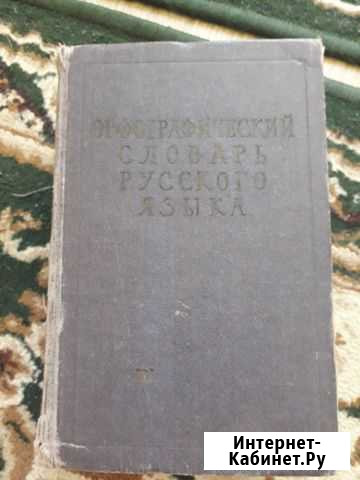 ОРФОГРАФИЧЕСКИЙ
СЛОВАРЬ
РУССКОГО
ЯЗЫКА
Интернет-
Кабинет.Ру